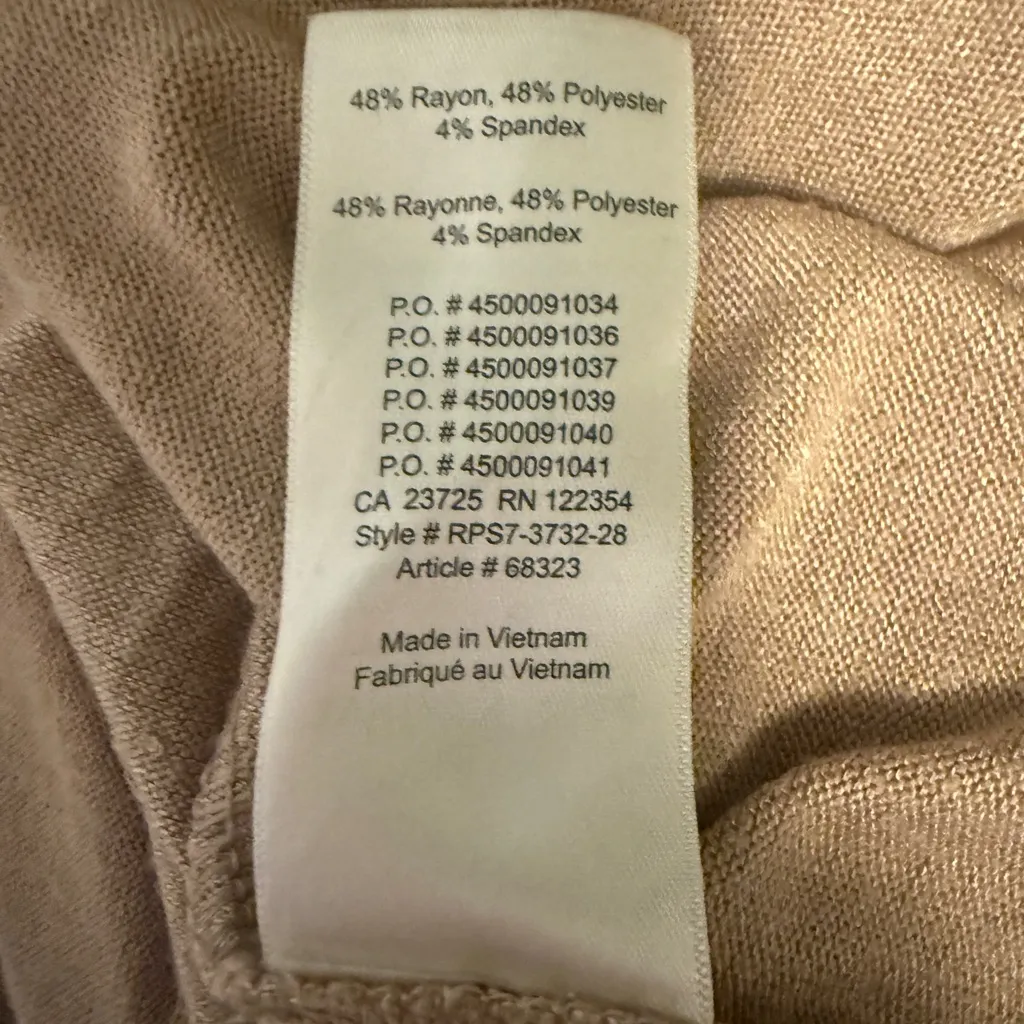 48% Rayon, 48% Polyester
4% Spandex
48% Rayonne, 48% Polyester
4% Spandex
P.O. # 4500091034
P.O. # 4500091036
P.O. # 4500091037
P.O. # 4500091039
P.O. # 4500091040
P.O. # 4500091041
CA 23725 RN 122354
Style # RPS7-3732-28
Article # 68323
Made in Vietnam
Fabriqué au Vietnam